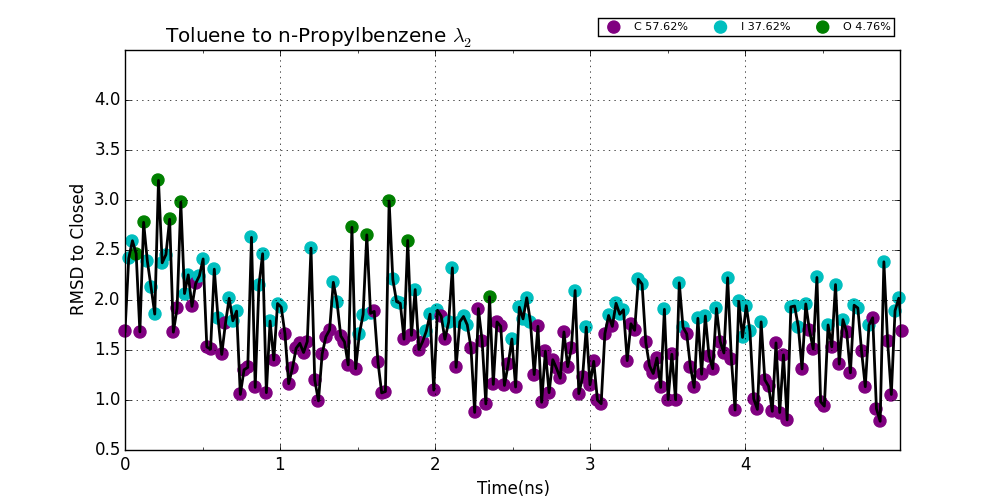 Toluene to n-Propylbenzene λ₂
C 57.62% I 37.62% O 4.76%
4.0
3.5
3.0
2.5
2.0
1.5
1.0
0.5
RMSD to Closed
0 1 2 3 4
Time(ns)